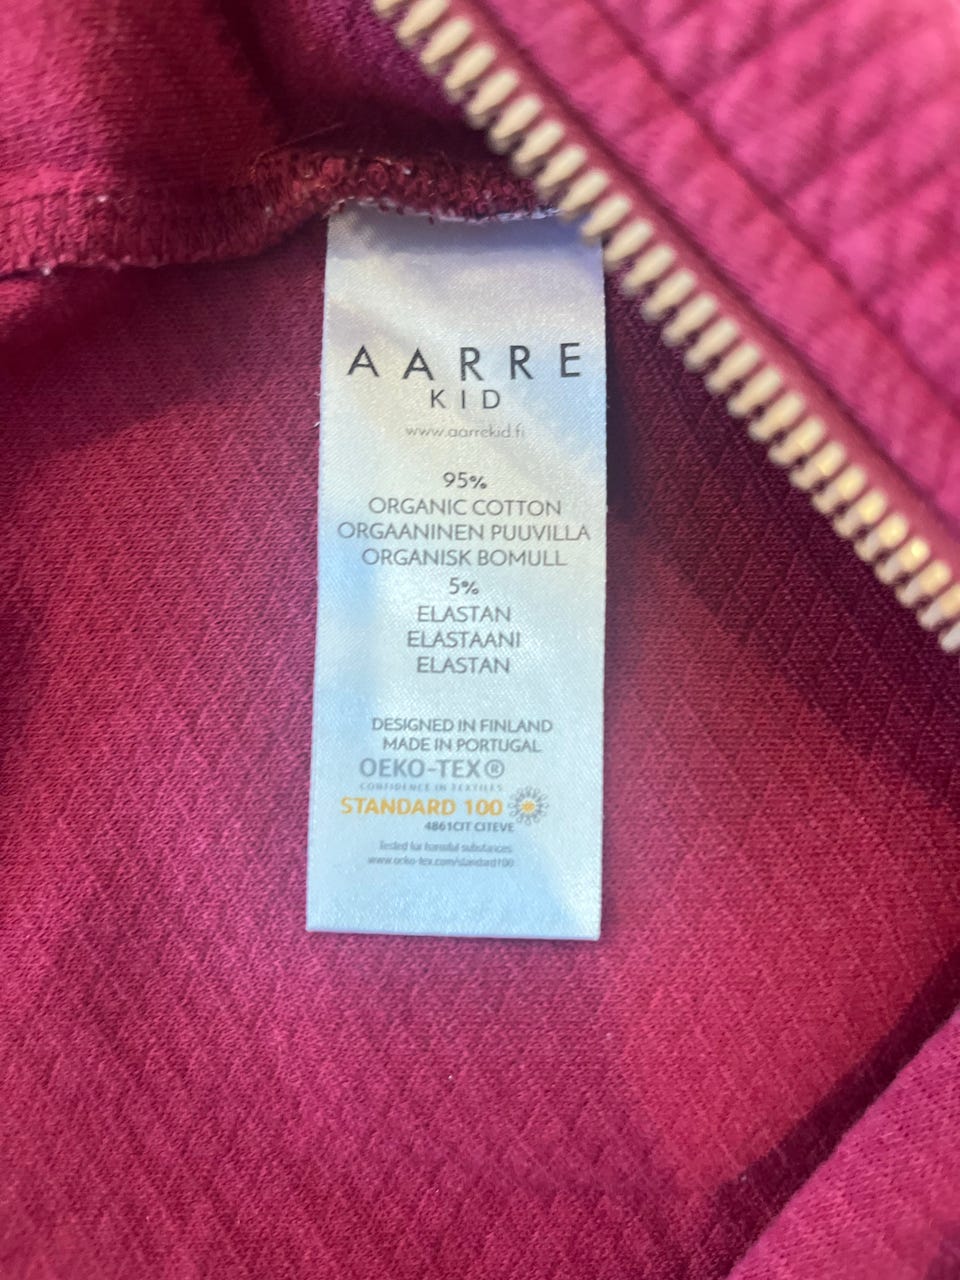 AARRE
KID
www.aarrekid.fi
95%
ORGANIC COTTON
ORGAANINEN PUUVILLA
ORGANISK BOMULL
5%
ELASTAN
ELASTAANI
ELASTAN
DESIGNED IN FINLAND
MADE IN PORTUGAL
OEKO-TEX®
CONFIDENCE IN TEXTILES
STANDARD 100
4861CIT CITEVE
Tested for harmful substances
www.oeko-tex.com/standard100